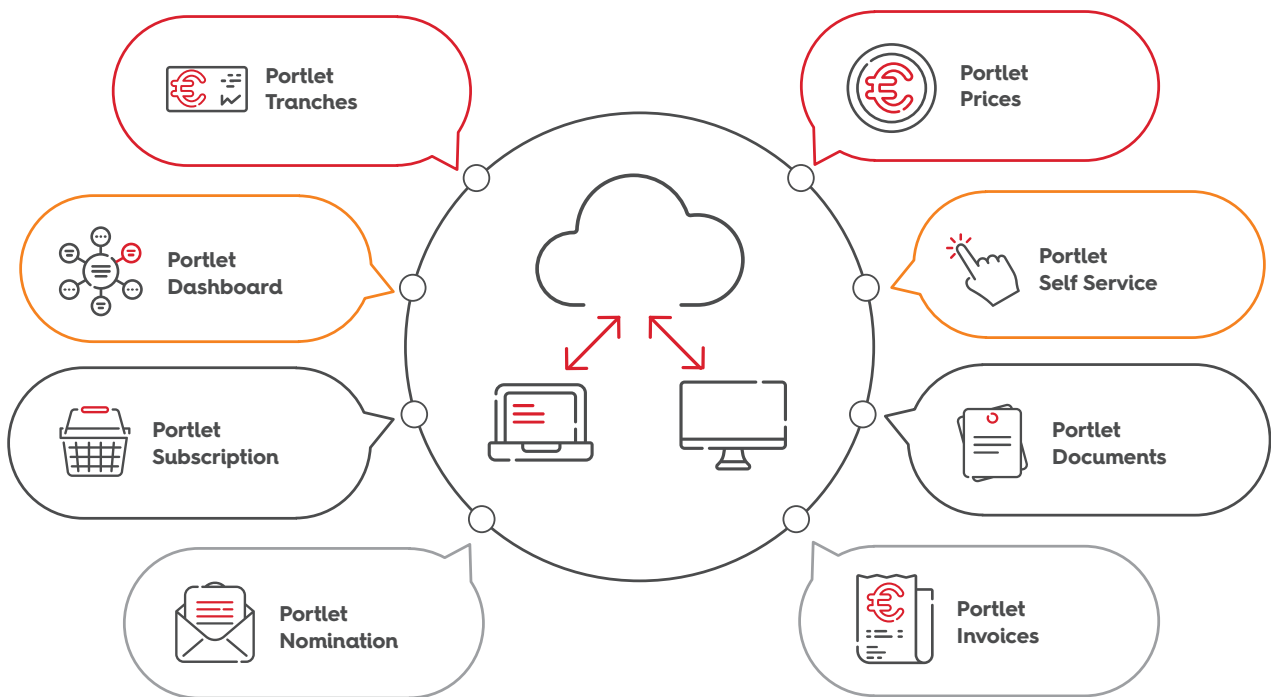 Portlet
Tranches
Portlet
Prices
Portlet
Dashboard
Portlet
Self Service
Portlet
Subscription
Portlet
Documents
Portlet
Nomination
Portlet
Invoices